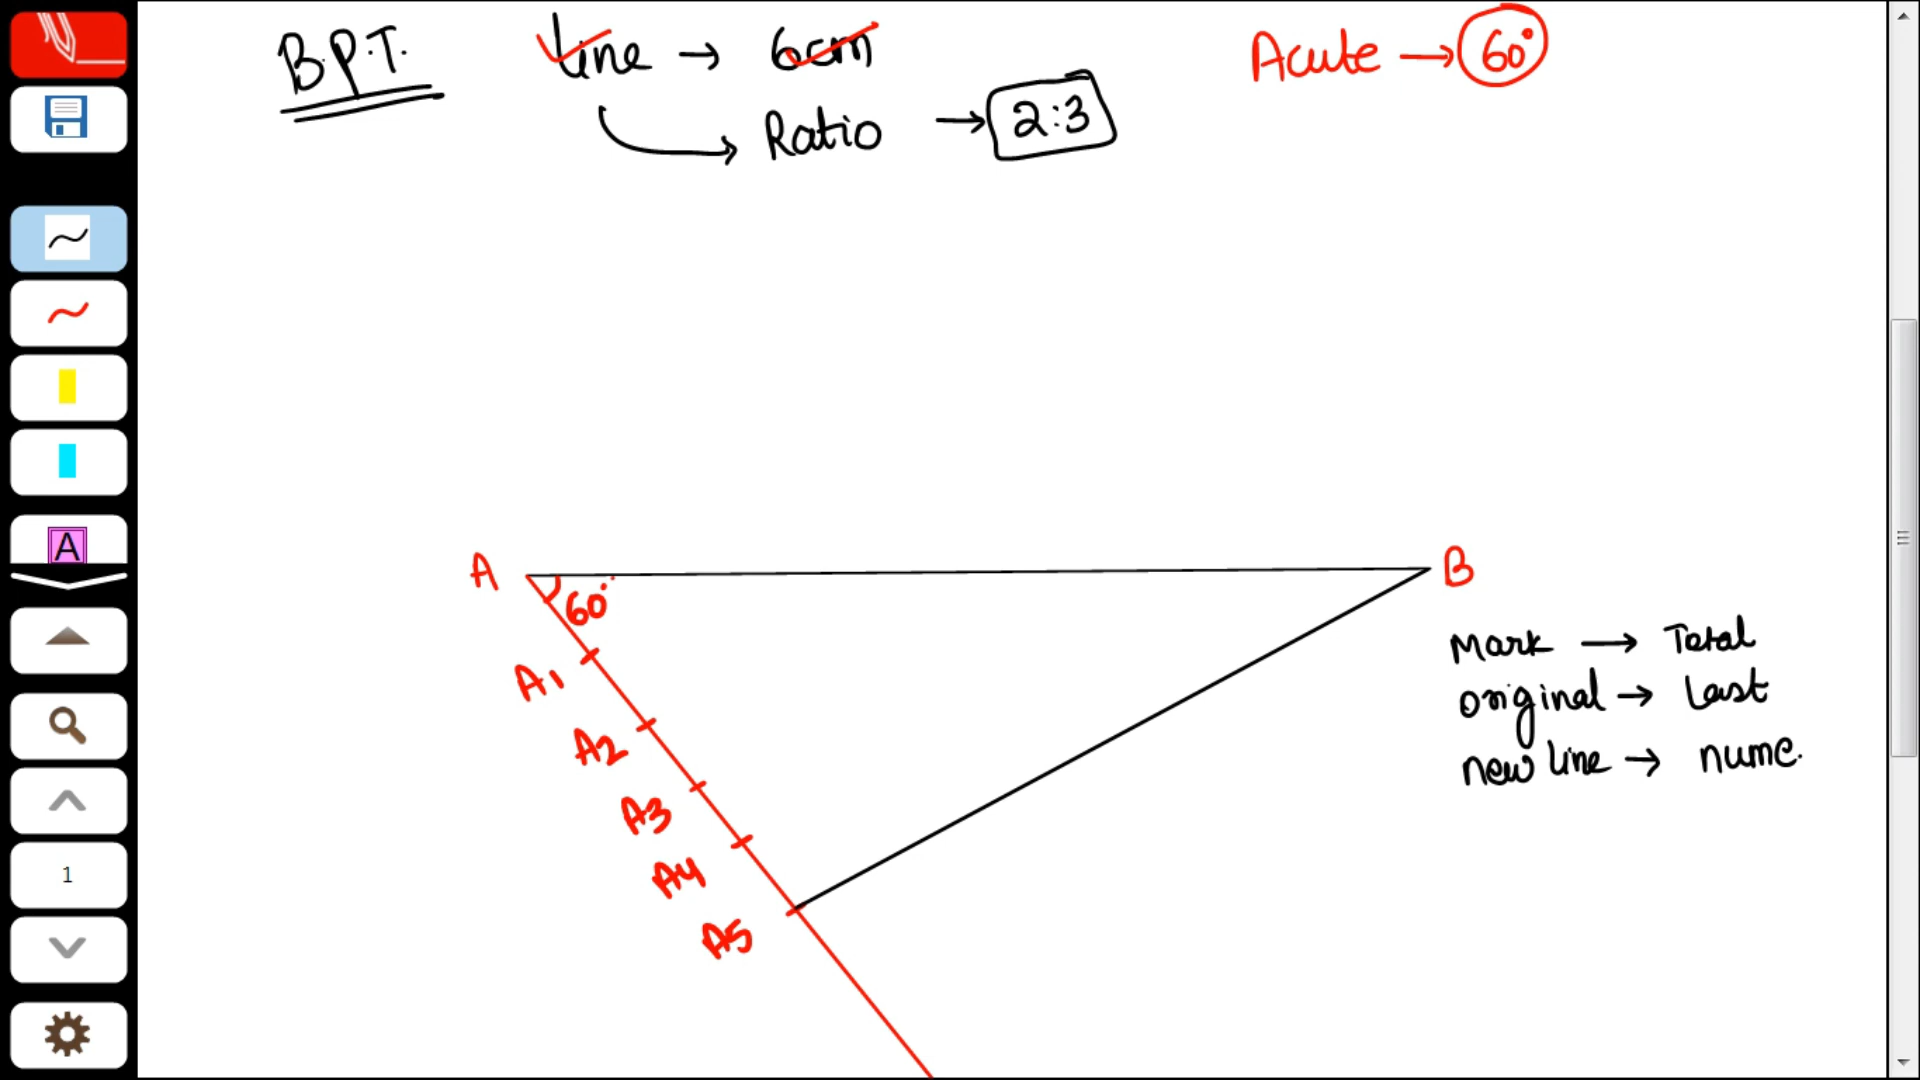 B.P.T.
Line → 6cm
Acute → 60°
Ratio → 2:3
A
B
60°
A1
A2
A3
A4
A5
Mark → Total
original → Last
new line → nume.
A
1